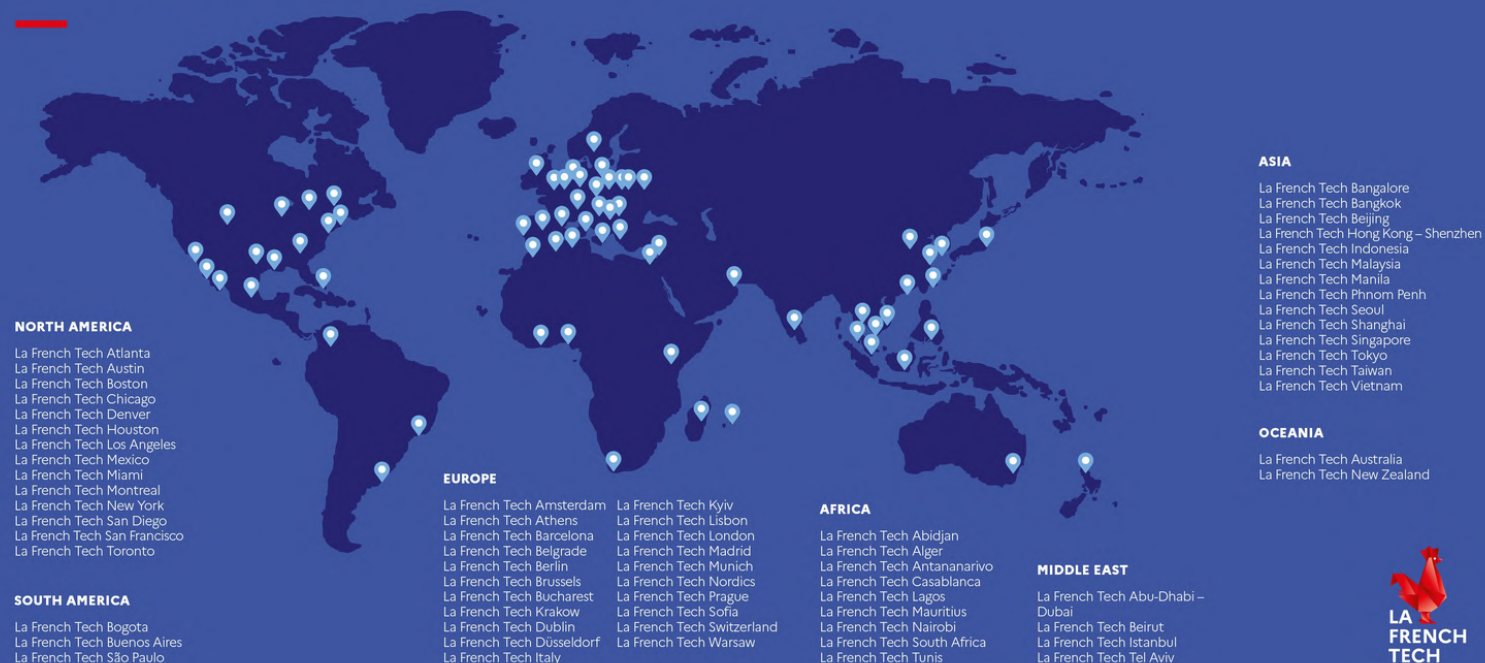 NORTH AMERICA
La French Tech Atlanta
La French Tech Austin
La French Tech Boston
La French Tech Chicago
La French Tech Denver
La French Tech Houston
La French Tech Los Angeles
La French Tech Mexico
La French Tech Miami
La French Tech Montreal
La French Tech New York
La French Tech San Diego
La French Tech San Francisco
La French Tech Toronto
SOUTH AMERICA
La French Tech Bogota
La French Tech Buenos Aires
La French Tech São Paulo
EUROPE
La French Tech Amsterdam
La French Tech Athens
La French Tech Barcelona
La French Tech Belgrade
La French Tech Berlin
La French Tech Brussels
La French Tech Bucharest
La French Tech Krakow
La French Tech Dublin
La French Tech Düsseldorf
La French Tech Italy
La French Tech Kyiv
La French Tech Lisbon
La French Tech London
La French Tech Madrid
La French Tech Munich
La French Tech Nordics
La French Tech Prague
La French Tech Sofia
La French Tech Switzerland
La French Tech Warsaw
AFRICA
La French Tech Abidjan
La French Tech Alger
La French Tech Antananarivo
La French Tech Casablanca
La French Tech Lagos
La French Tech Mauritius
La French Tech Nairobi
La French Tech South Africa
La French Tech Tunis
MIDDLE EAST
La French Tech Abu-Dhabi –
Dubai
La French Tech Beirut
La French Tech Istanbul
La French Tech Tel Aviv
ASIA
La French Tech Bangalore
La French Tech Bangkok
La French Tech Beijing
La French Tech Hong Kong – Shenzhen
La French Tech Indonesia
La French Tech Malaysia
La French Tech Manila
La French Tech Phnom Penh
La French Tech Seoul
La French Tech Shanghai
La French Tech Singapore
La French Tech Tokyo
La French Tech Taiwan
La French Tech Vietnam
OCEANIA
La French Tech Australia
La French Tech New Zealand
LA
FRENCH
TECH